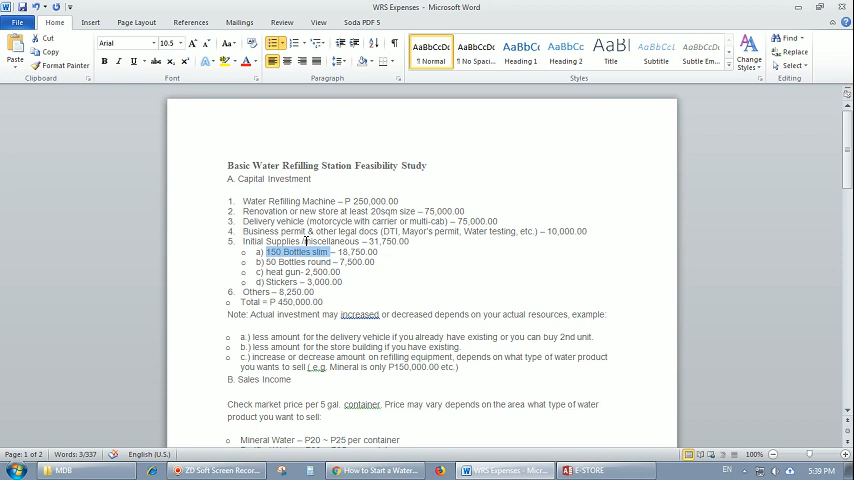 WRS Expenses - Microsoft Word
File Home Insert Page Layout References Mailings Review View Soda PDF 5
Cut
Copy
Format Painter
Paste
Arial 10.5
Clipboard Font Paragraph Styles Editing
AaBbCcDc AaBbCcDc AaBbC AaBbCc AaB AaBbCcI AaBbCcDt
¶ Normal ¶ No Spaci... Heading 1 Heading 2 Title Subtitle Subtle Em...
Change Styles
Find
Replace
Select
Basic Water Refilling Station Feasibility Study
A. Capital Investment
1. Water Refilling Machine – P 250,000.00
2. Renovation or new store at least 20sqm size – 75,000.00
3. Delivery vehicle (motorcycle with carrier or multi-cab) – 75,000.00
4. Business permit & other legal docs (DTI, Mayor's permit, Water testing, etc.) – 10,000.00
5. Initial Supplies /miscellaneous – 31,750.00
o a) 150 Bottles slim – 18,750.00
o b) 50 Bottles round – 7,500.00
o c) heat gun- 2,500.00
o d) Stickers – 3,000.00
6. Others – 8,250.00
o Total = P 450,000.00
Note: Actual investment may increased or decreased depends on your actual resources, example:
o a.) less amount for the delivery vehicle if you already have existing or you can buy 2nd unit.
o b.) less amount for the store building if you have existing.
o c.) increase or decrease amount on refilling equipment, depends on what type of water product
you want to sell ( e.g. Mineral is only P150,000.00 etc.)
B. Sales Income
Check market price per 5 gal. container, Price may vary depends on the area what type of water
product you want to sell:
o Mineral Water – P20 ~ P25 per container
Page: 1 of 2 Words: 3/337 English (U.S.) 100%
MDB ZD Soft Screen Recor... How to Start a Water... WRS Expenses - Micr... E-STORE EN 5:39 PM